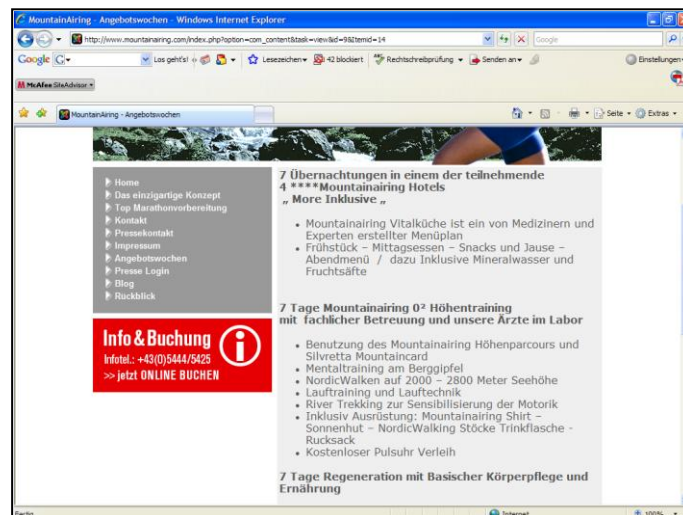 MountainAiring - Angebotswochen - Windows Internet Explorer
http://www.mountainairing.com/index.php?option=com_content&task=view&id=98&Itemid=14
Google
Google
Los geht's!
Lesezeichen
42 blockiert
Rechtschreibprüfung
Senden an
Einstellungen
McAfee SiteAdvisor
MountainAiring - Angebotswochen
Seite
Extras
Home
Das einzigartige Konzept
Top Marathonvorbereitung
Kontakt
Pressekontakt
Impressum
Angebotswochen
Presse Login
Blog
Rückblick
Info & Buchung
Infotel.: +43(0)5444/5425
>> jetzt ONLINE BUCHEN
7 Übernachtungen in einem der teilnehmende
4 ****Mountainairing Hotels
„ More Inklusive „
• Mountainairing Vitalküche ist ein von Medizinern und
Experten erstellter Menüplan
• Frühstück – Mittagsessen – Snacks und Jause –
Abendmenü / dazu Inklusive Mineralwasser und
Fruchtsäfte
7 Tage Mountainairing 0² Höhentraining
mit fachlicher Betreuung und unsere Ärzte im Labor
• Benutzung des Mountainairing Höhenparcours und
Silvretta Mountaincard
• Mentaltraining am Berggipfel
• NordicWalken auf 2000 – 2800 Meter Seehöhe
• Lauftraining und Lauftechnik
• River Trekking zur Sensibilisierung der Motorik
• Inklusiv Ausrüstung: Mountainairing Shirt –
Sonnenhut – NordicWalking Stöcke Trinkflasche -
Rucksack
• Kostenloser Pulsuhr Verleih
7 Tage Regeneration mit Basischer Körperpflege und
Ernährung
Fertig
Internet
100%